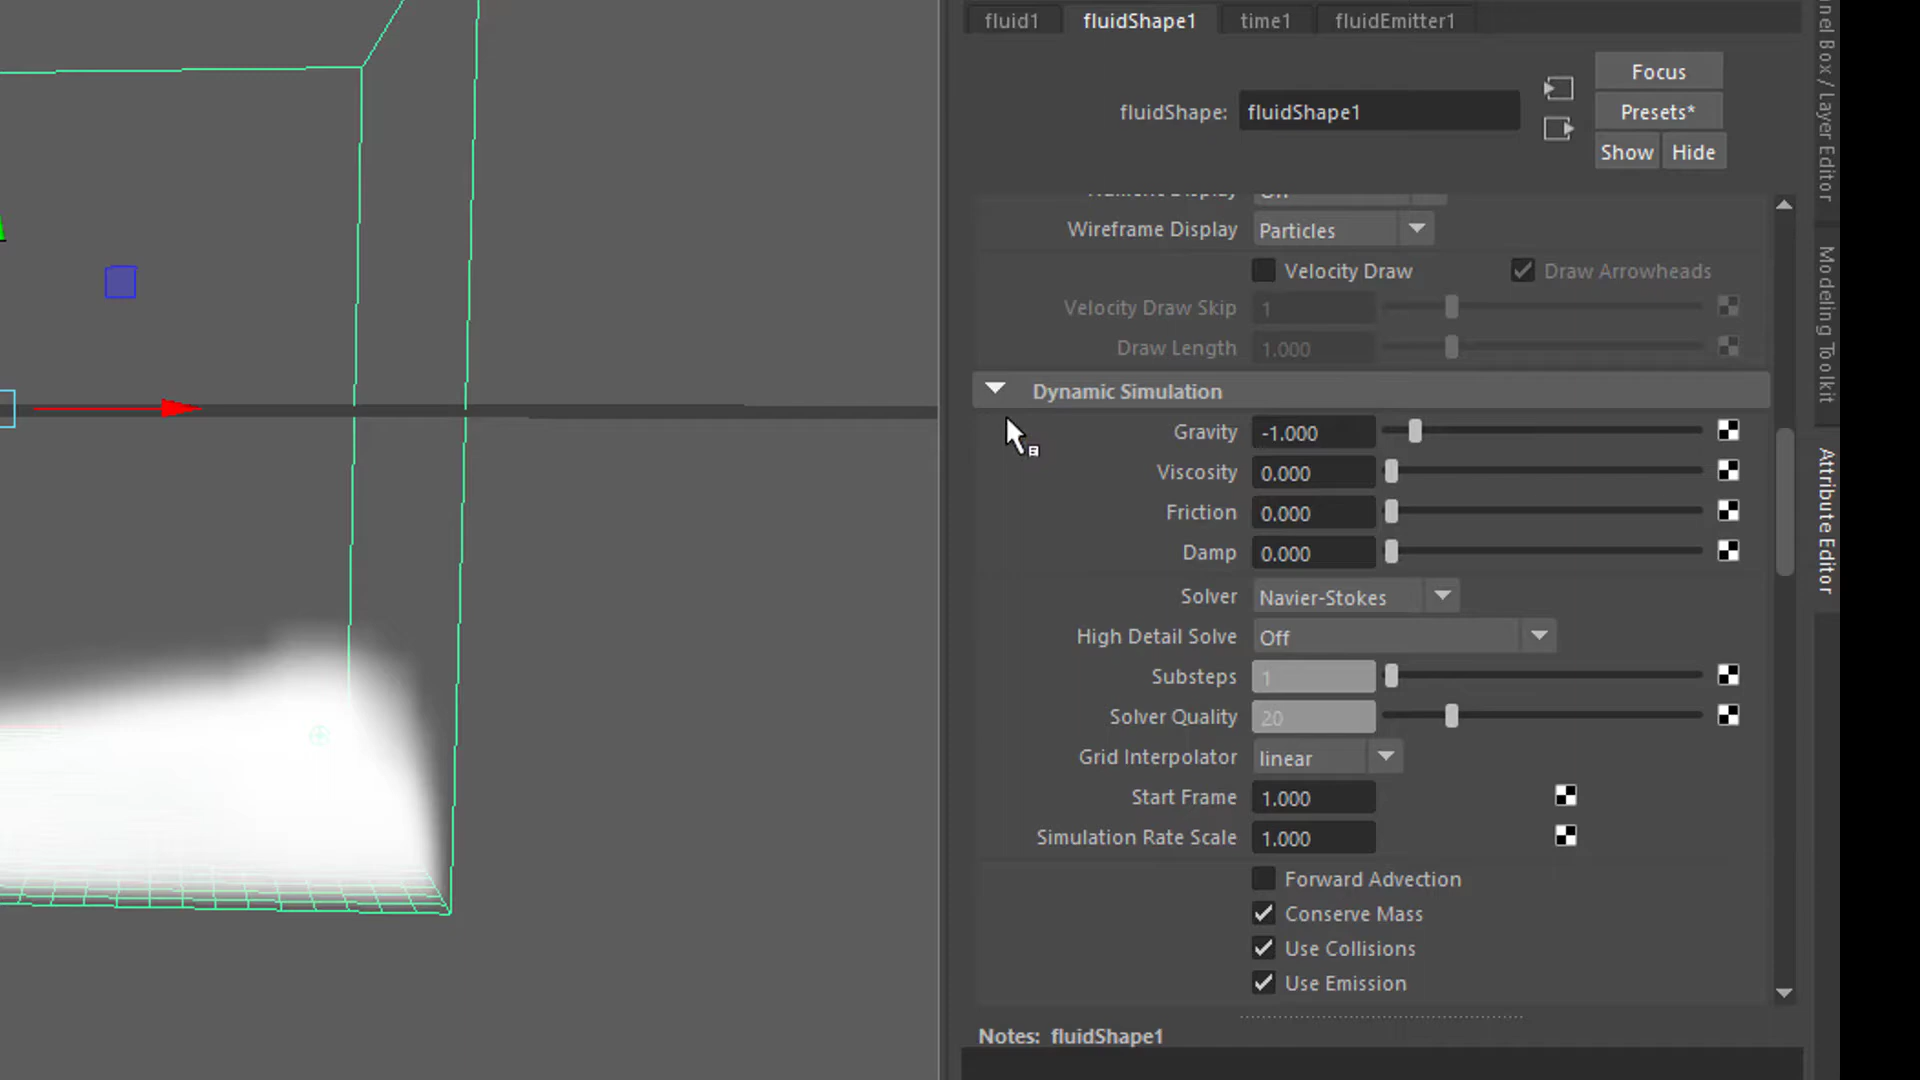 fluid1 fluidShape1 time1 fluidEmitter1
fluidShape: fluidShape1
Focus
Presets*
Show Hide
Wireframe Display Particles
Velocity Draw Draw Arrowheads
Velocity Draw Skip 1
Draw Length 1.000
Dynamic Simulation
Gravity -1.000
Viscosity 0.000
Friction 0.000
Damp 0.000
Solver Navier-Stokes
High Detail Solve Off
Substeps 1
Solver Quality 20
Grid Interpolator linear
Start Frame 1.000
Simulation Rate Scale 1.000
Forward Advection
Conserve Mass
Use Collisions
Use Emission
Notes: fluidShape1
Box / Layer Editor
Modeling Toolkit
Attribute Editor